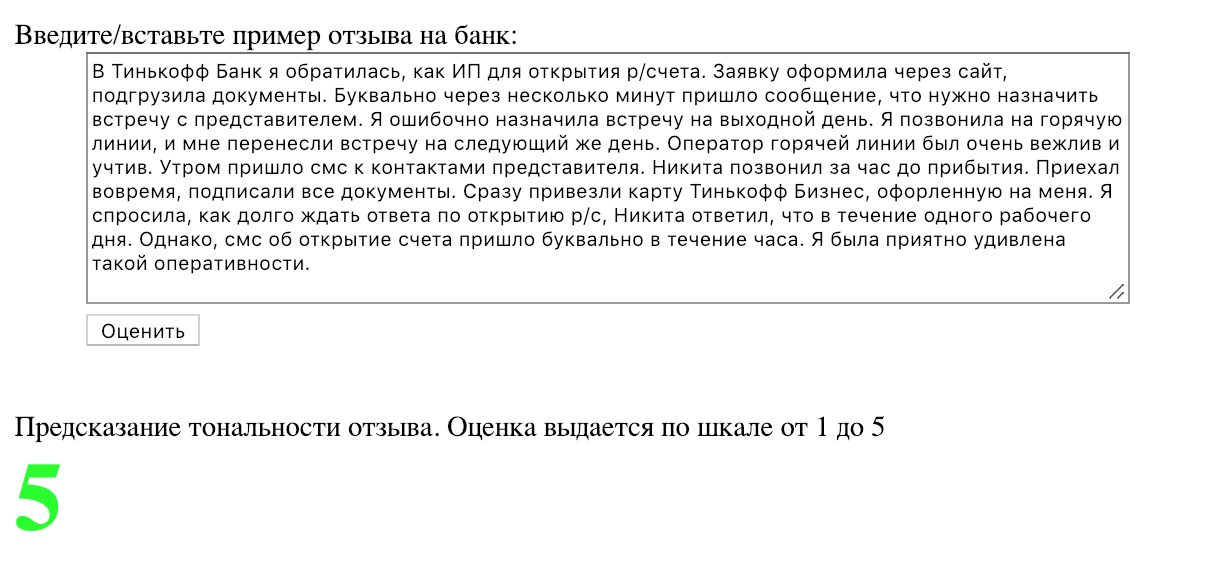 Введите/вставьте пример отзыва на банк:
В Тинькофф Банк я обратилась, как ИП для открытия р/счета. Заявку оформила через сайт,
подгрузила документы. Буквально через несколько минут пришло сообщение, что нужно назначить
встречу с представителем. Я ошибочно назначила встречу на выходной день. Я позвонила на горячую
линии, и мне перенесли встречу на следующий же день. Оператор горячей линии был очень вежлив и
учтив. Утром пришло смс к контактами представителя. Никита позвонил за час до прибытия. Приехал
вовремя, подписали все документы. Сразу привезли карту Тинькофф Бизнес, офорленную на меня. Я
спросила, как долго ждать ответа по открытию р/с, Никита ответил, что в течение одного рабочего
дня. Однако, смс об открытие счета пришло буквально в течение часа. Я была приятно удивлена
такой оперативности.
Оценить
Предсказание тональности отзыва. Оценка выдается по шкале от 1 до 5
5